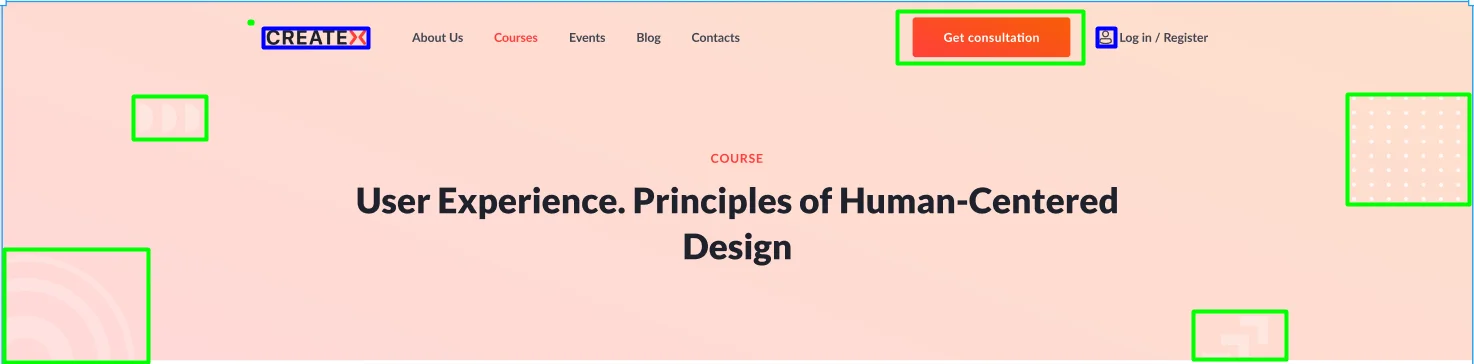 CREATEX About Us Courses Events Blog Contacts Get consultation Log in / Register
COURSE
User Experience. Principles of Human-Centered
Design